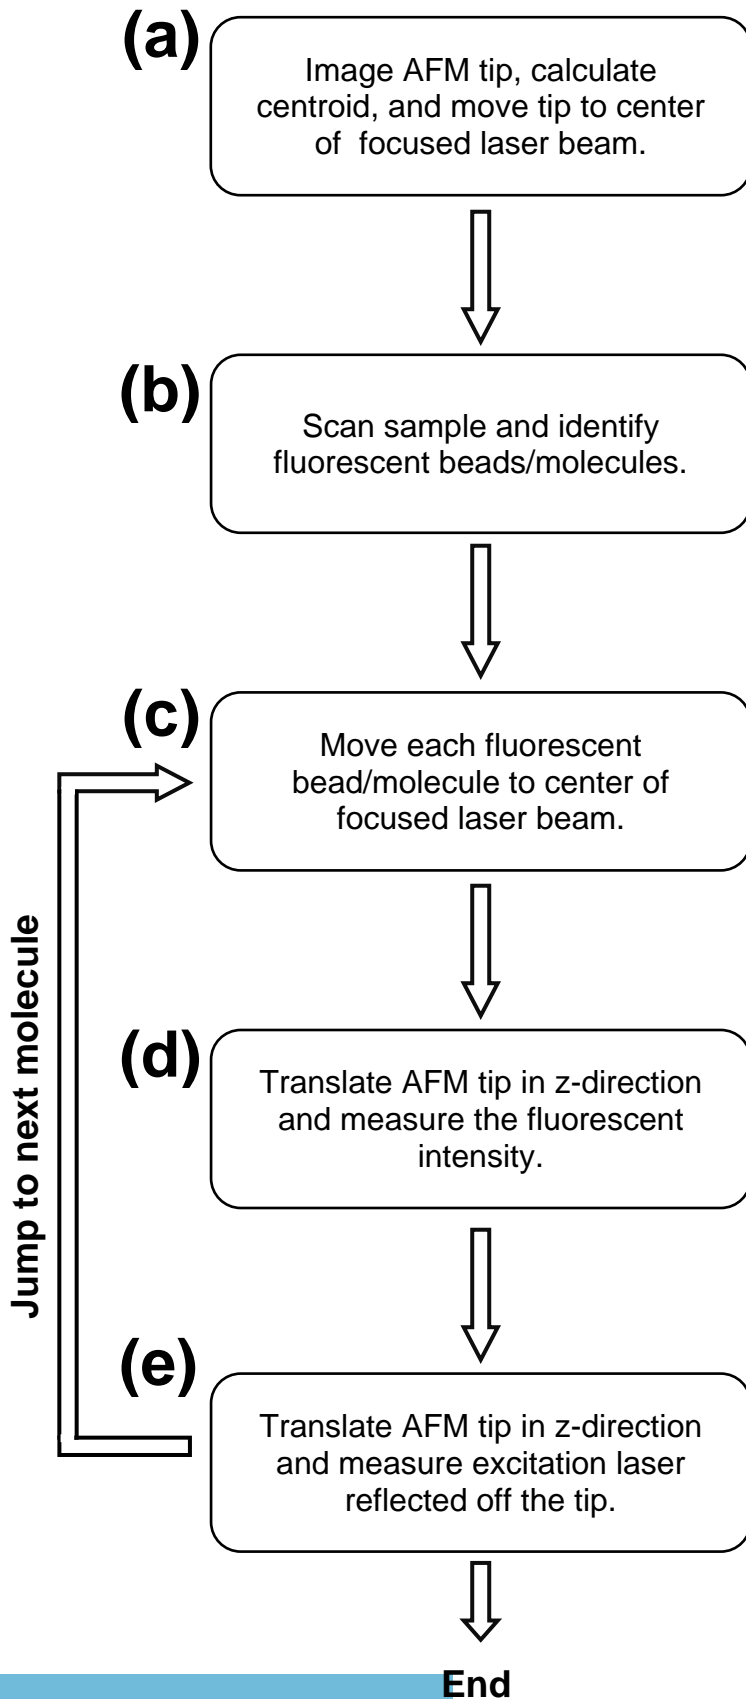 (a)
Image AFM tip, calculate
centroid, and move tip to center
of focused laser beam.
(b)
Scan sample and identify
fluorescent beads/molecules.
(c)
Move each fluorescent
bead/molecule to center of
focused laser beam.
Jump to next molecule
(d)
Translate AFM tip in z-direction
and measure the fluorescent
intensity.
(e)
Translate AFM tip in z-direction
and measure excitation laser
reflected off the tip.
End